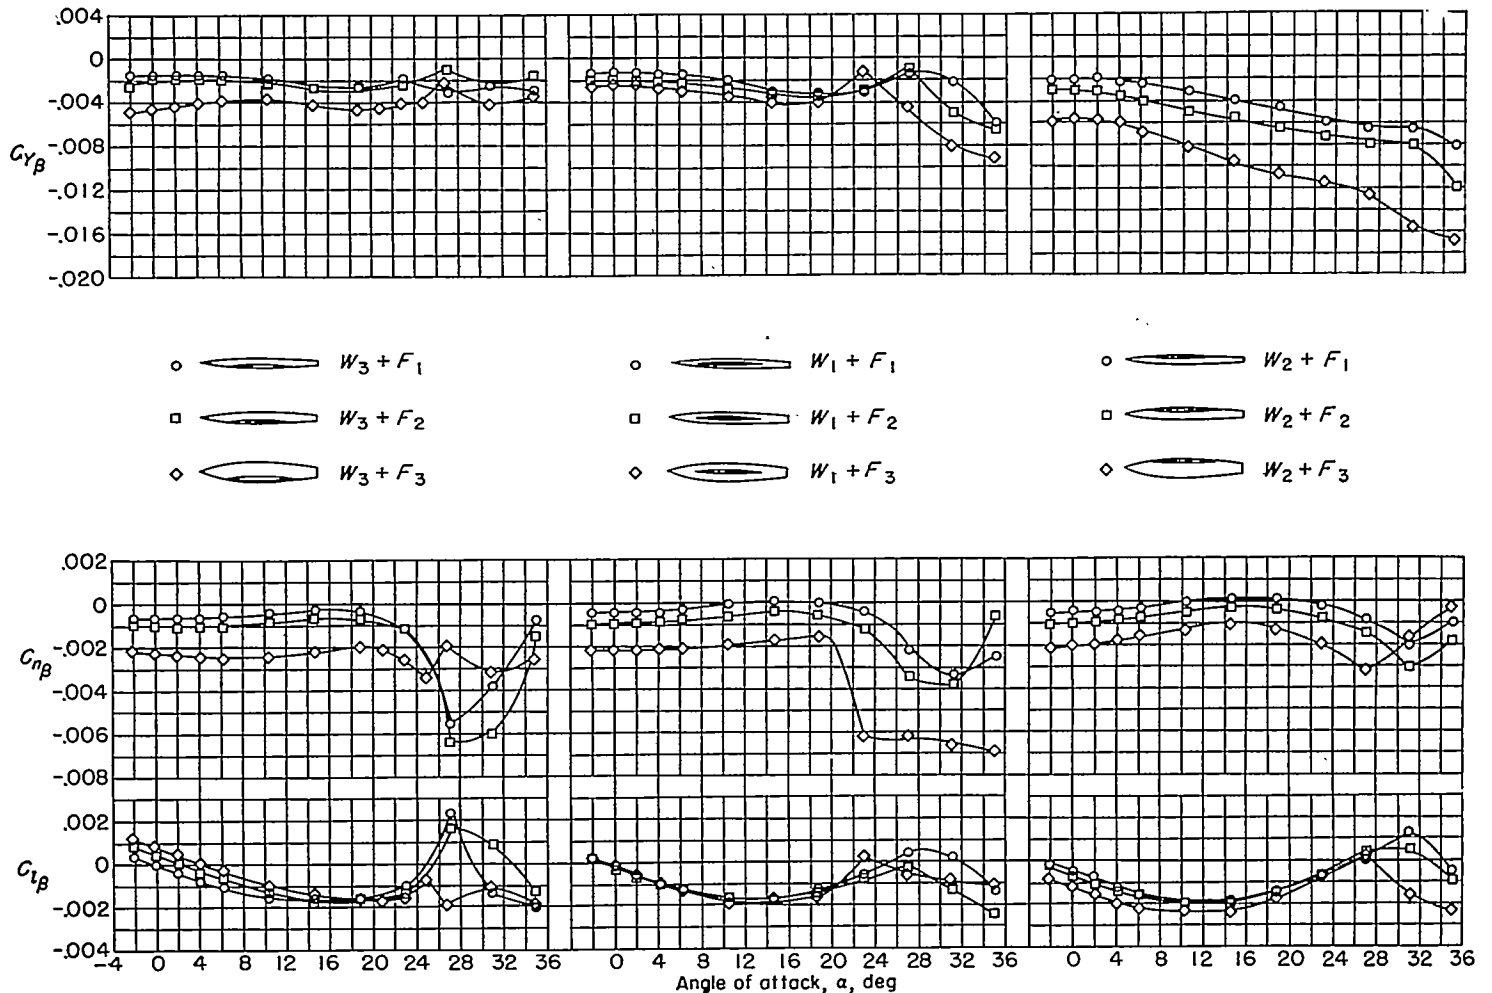 .004
0
-.004
-.008
-.012
-.016
-.020
CYβ
W3 + F1
W3 + F2
W3 + F3
W1 + F1
W1 + F2
W1 + F3
W2 + F1
W2 + F2
W2 + F3
.002
0
-.002
-.004
-.006
-.008
Cnβ
.002
0
-.002
-.004
Clβ
-4 0 4 8 12 16 20 24 28 32 36
0 4 8 12 16 20 24 28 32 36
0 4 8 12 16 20 24 28 32 36
Angle of attack, α, deg